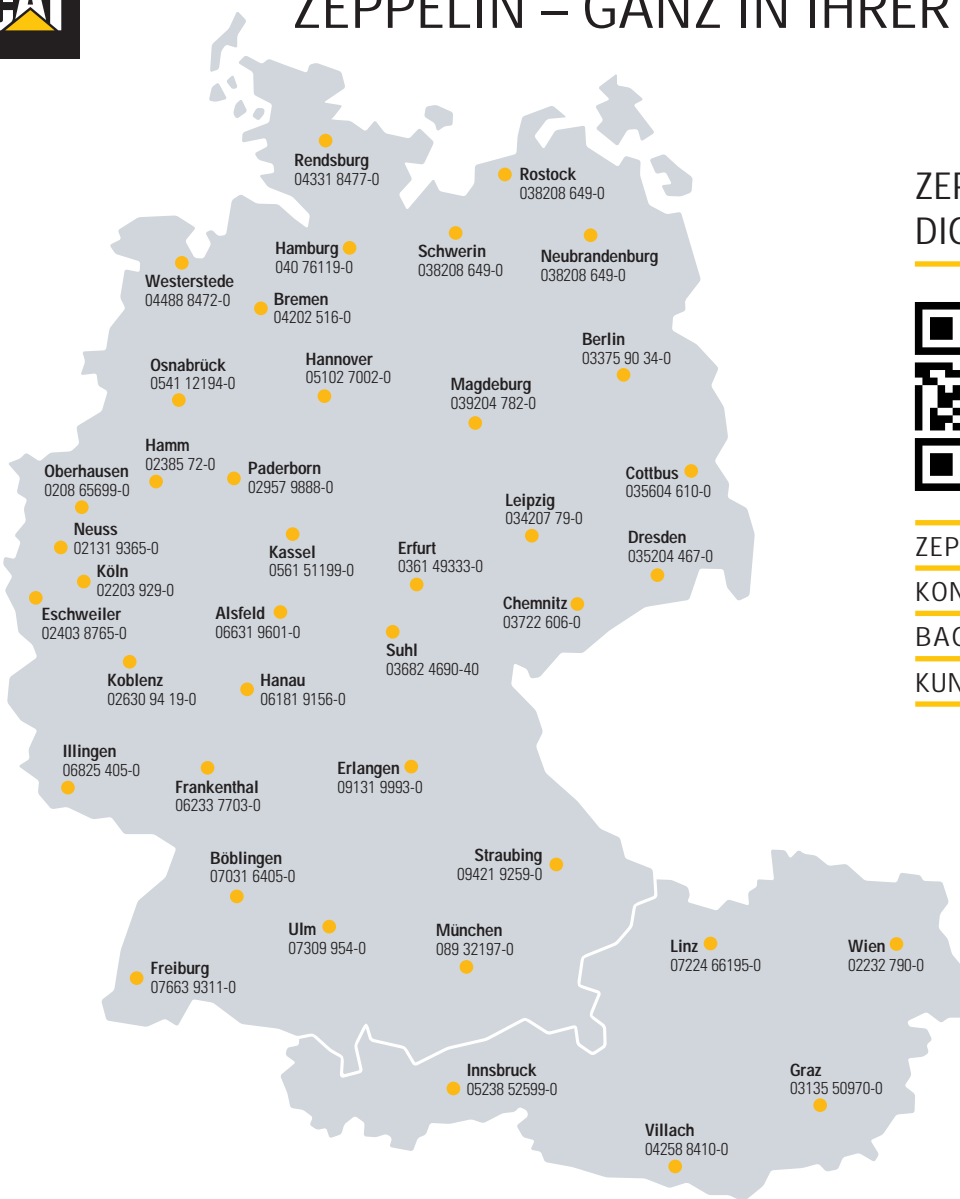 CAT
ZEPPELIN – GANZ IN IHRER
Rendsburg
04331 8477-0
Rostock
038208 649-0
Hamburg
040 76119-0
Schwerin
038208 649-0
Neubrandenburg
038208 649-0
Westerstede
04488 8472-0
Bremen
04202 516-0
Berlin
03375 90 34-0
Osnabrück
0541 12194-0
Hannover
05102 7002-0
Magdeburg
039204 782-0
Hamm
02385 72-0
Oberhausen
0208 65699-0
Paderborn
02957 9888-0
Cottbus
035604 610-0
Leipzig
034207 79-0
Neuss
02131 9365-0
Kassel
0561 51199-0
Erfurt
0361 49333-0
Dresden
035204 467-0
Köln
02203 929-0
Eschweiler
02403 8765-0
Alsfeld
06631 9601-0
Chemnitz
03722 606-0
Suhl
03682 4690-40
Koblenz
02630 94 19-0
Hanau
06181 9156-0
Illingen
06825 405-0
Frankenthal
06233 7703-0
Erlangen
09131 9993-0
Böblingen
07031 6405-0
Straubing
09421 9259-0
Ulm
07309 954-0
München
089 32197-0
Freiburg
07663 9311-0
Linz
07224 66195-0
Wien
02232 790-0
Innsbruck
05238 52599-0
Graz
03135 50970-0
Villach
04258 8410-0
ZEP
KON
KUN